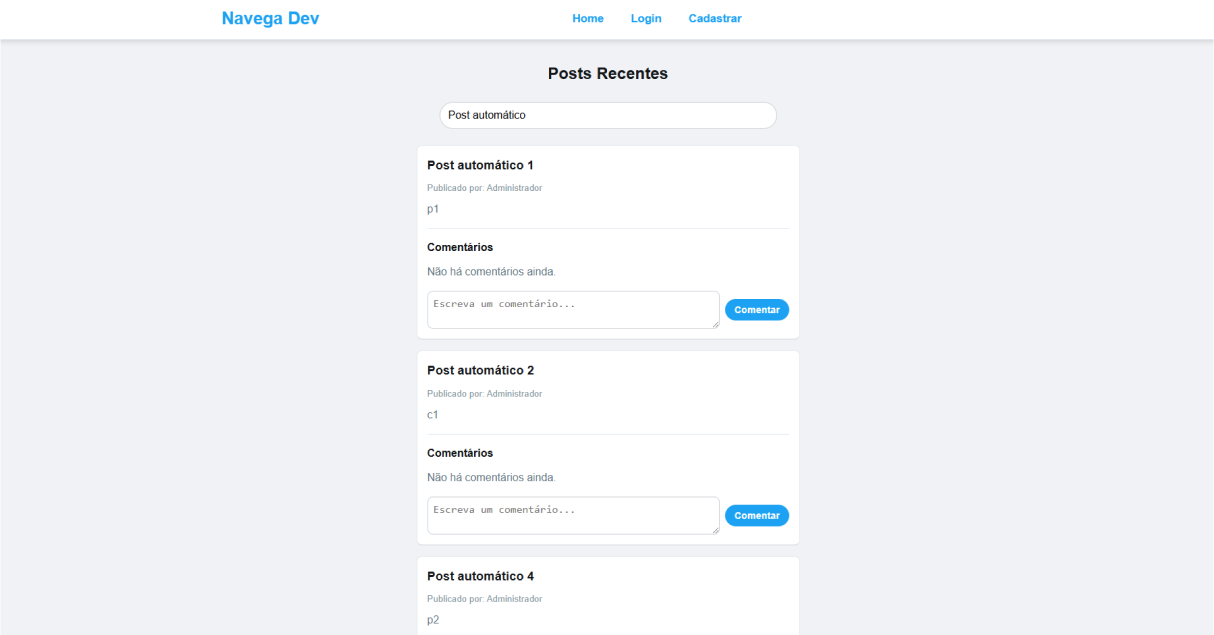 Navega Dev Home Login Cadastrar
Posts Recentes
Post automático
Post automático 1
Publicado por: Administrador
p1
Comentários
Não há comentários ainda.
Escreva um comentário... Comentar
Post automático 2
Publicado por: Administrador
c1
Comentários
Não há comentários ainda.
Escreva um comentário... Comentar
Post automático 4
Publicado por: Administrador
p2